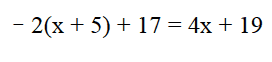 − 2(x + 5) + 17 = 4x + 19